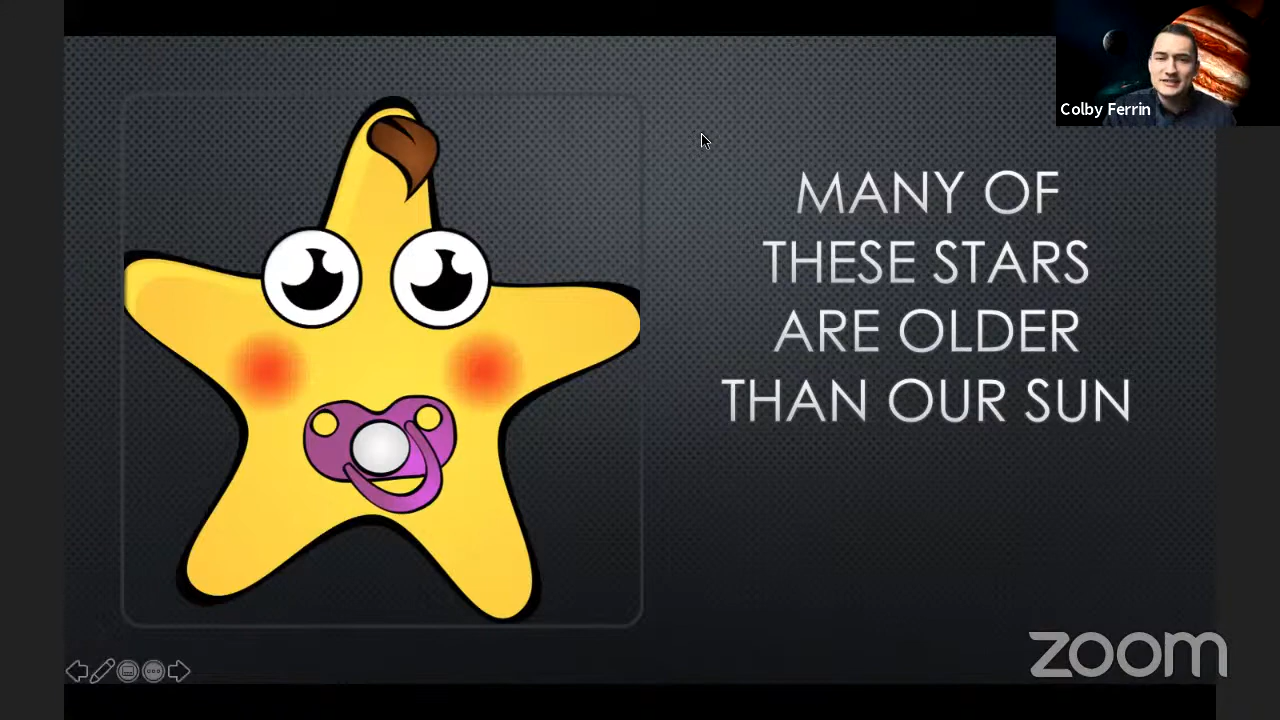 Colby Ferrin
MANY OF
THESE STARS
ARE OLDER
THAN OUR SUN
zoom